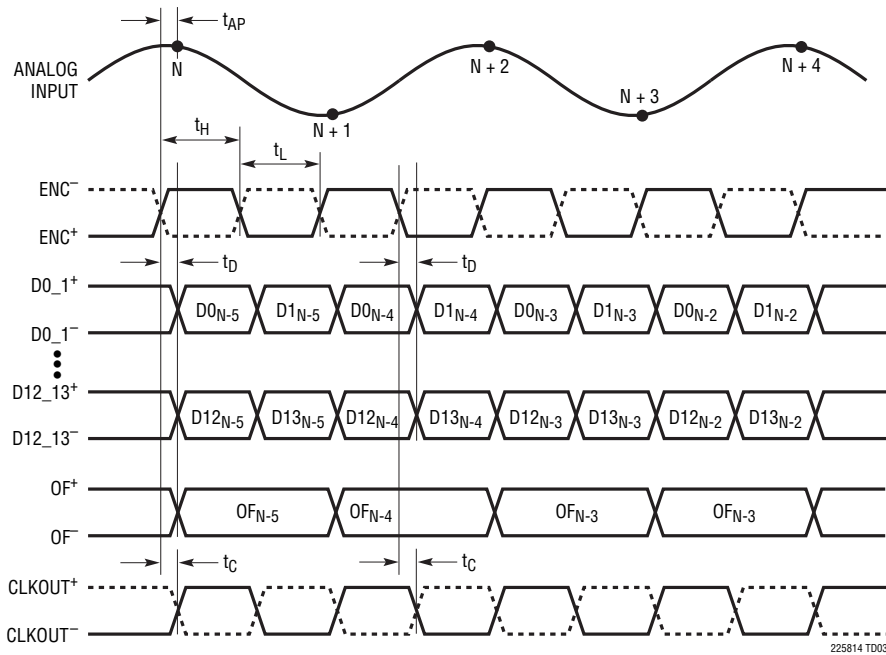 tAP
ANALOG
INPUT
N
N + 1
N + 2
N + 3
N + 4
tH
tL
ENC–
ENC+
tD
tD
D0_1+
D0_1–
D0N-5
D1N-5
D0N-4
D1N-4
D0N-3
D1N-3
D0N-2
D1N-2
D12_13+
D12_13–
D12N-5
D13N-5
D12N-4
D13N-4
D12N-3
D13N-3
D12N-2
D13N-2
OF+
OF–
OFN-5
OFN-4
OFN-3
OFN-3
tC
tC
CLKOUT+
CLKOUT–
225814 TD03